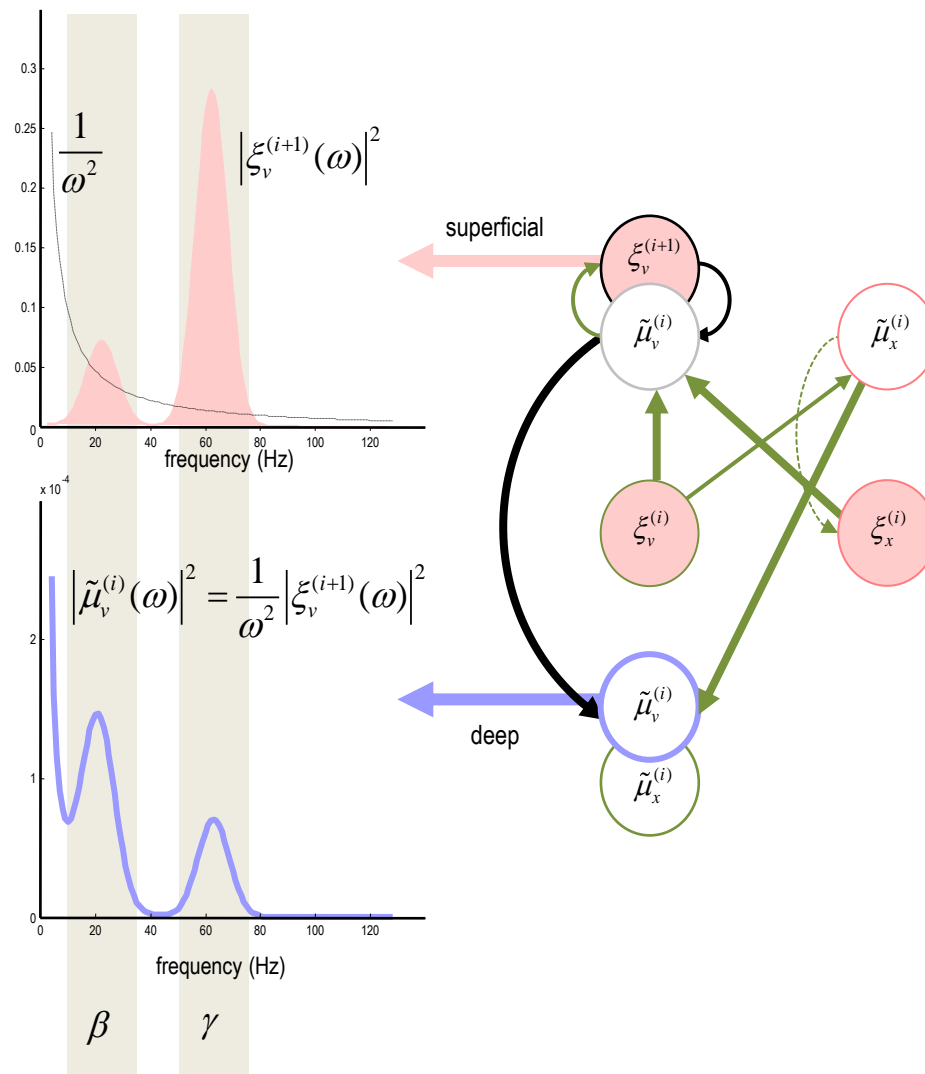 0.3
0.25
0.2
0.15
0.1
0.05
0
1/ω²
|ξ_v^{(i+1)}(ω)|²
0 20 40 60 80 100 120
frequency (Hz)
x 10⁻⁴
|μ̃_v^{(i)}(ω)|² = 1/ω² |ξ_v^{(i+1)}(ω)|²
2
1
0
0 20 40 60 80 100 120
frequency (Hz)
β γ
superficial
ξ_v^{(i+1)}
μ̃_v^{(i)} μ̃_x^{(i)}
ξ_v^{(i)} ξ_x^{(i)}
deep
μ̃_v^{(i)}
μ̃_x^{(i)}